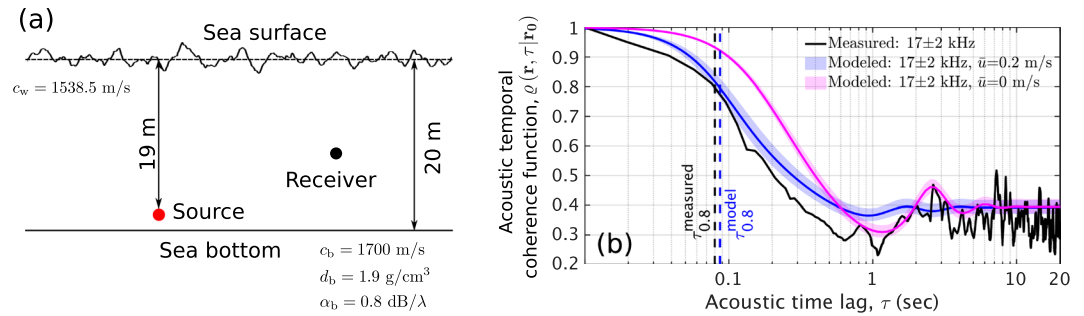 (a)
Sea surface
c_w = 1538.5 m/s
19 m
20 m
Receiver
Source
Sea bottom
c_b = 1700 m/s
d_b = 1.9 g/cm³
α_b = 0.8 dB/λ
Acoustic temporal
coherence function, ϱ (r, τ |r₀)
1
0.9
0.8
0.7
0.6
0.5
0.4
0.3
0.2
Measured: 17±2 kHz
Modeled: 17±2 kHz, ū=0.2 m/s
Modeled: 17±2 kHz, ū=0 m/s
τ_0.8^measured
τ_0.8^model
(b)
0.1
1
10
20
Acoustic time lag, τ (sec)